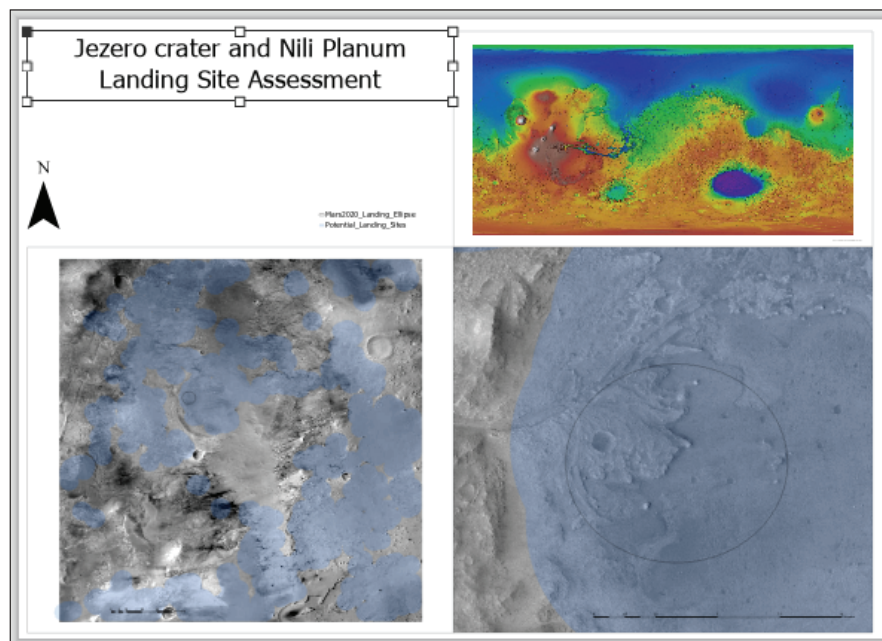 Jezero crater and Nili Planum
Landing Site Assessment
N
Mars2020_Landing_Ellipse
Potential_Landing_Sites